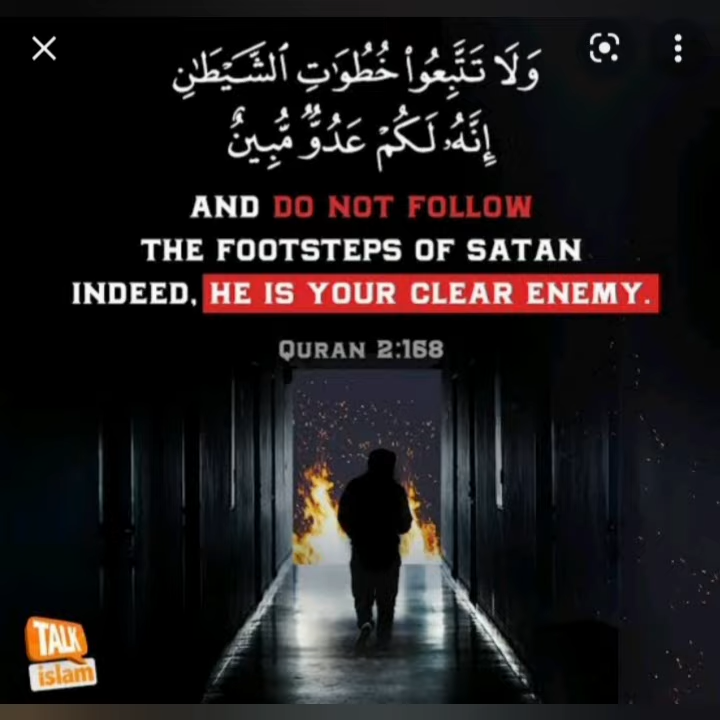 وَلَا تَتَّبِعُوا۟ خُطُوَٰتِ ٱلشَّيْطَٰنِ
إِنَّهُۥ لَكُمْ عَدُوٌّ مُّبِينٌ
AND DO NOT FOLLOW
THE FOOTSTEPS OF SATAN
INDEED, HE IS YOUR CLEAR ENEMY.
QURAN 2:168
TALK
islam